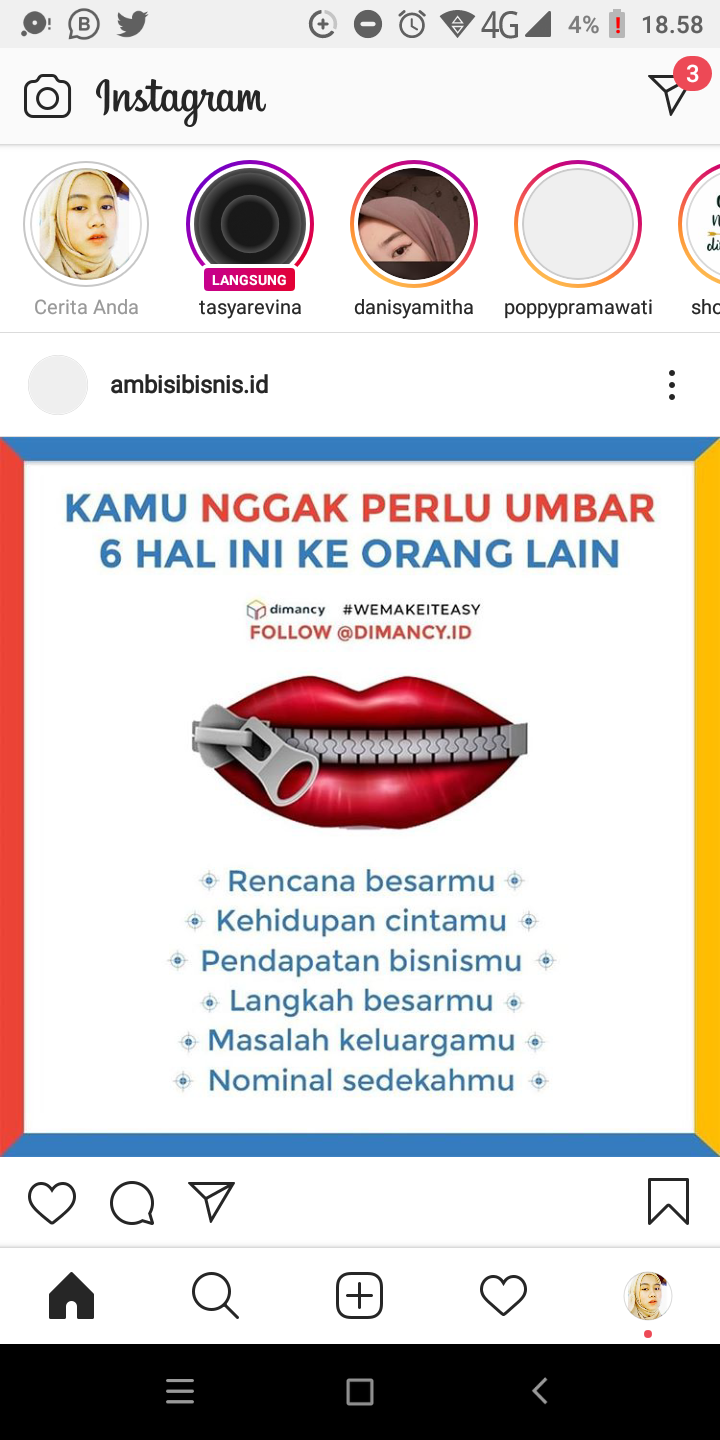 4G 4% 18.58
Instagram
3
LANGSUNG
Cerita Anda tasyarevina danisyamitha poppypramawati
ambisibisnis.id
KAMU NGGAK PERLU UMBAR
6 HAL INI KE ORANG LAIN
dimancy #WEMAKEITEASY
FOLLOW @DIMANCY.ID
Rencana besarmu
Kehidupan cintamu
Pendapatan bisnismu
Langkah besarmu
Masalah keluargamu
Nominal sedekahmu